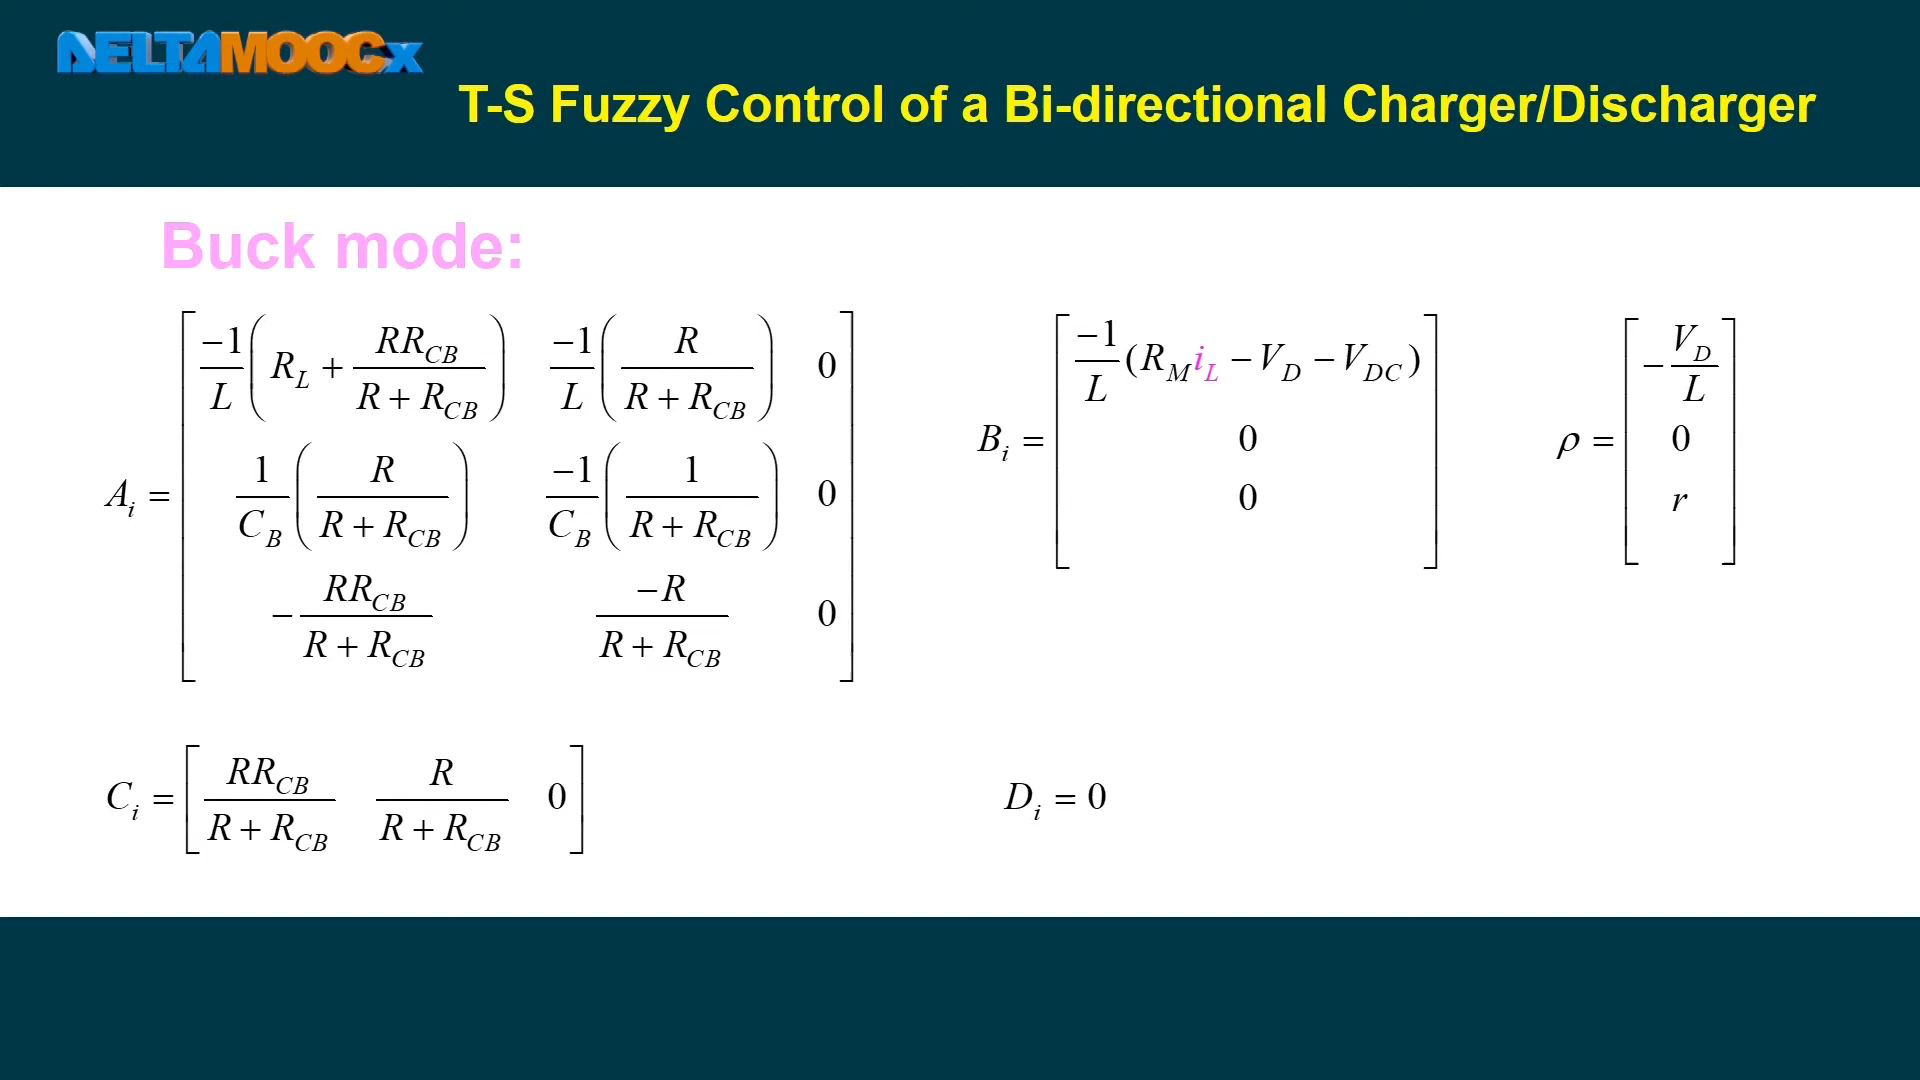 DELTAMOOCx
T-S Fuzzy Control of a Bi-directional Charger/Discharger
Buck mode:
A_i = [ −1/L (R_L + RR_CB/(R + R_CB))   −1/L (R/(R + R_CB))   0
1/C_B (R/(R + R_CB))   −1/C_B (1/(R + R_CB))   0
−RR_CB/(R + R_CB)   −R/(R + R_CB)   0 ]
B_i = [ −1/L (R_M i_L − V_D − V_DC)
0
0 ]
ρ = [ −V_D/L
0
r ]
C_i = [ RR_CB/(R + R_CB)   R/(R + R_CB)   0 ]
D_i = 0